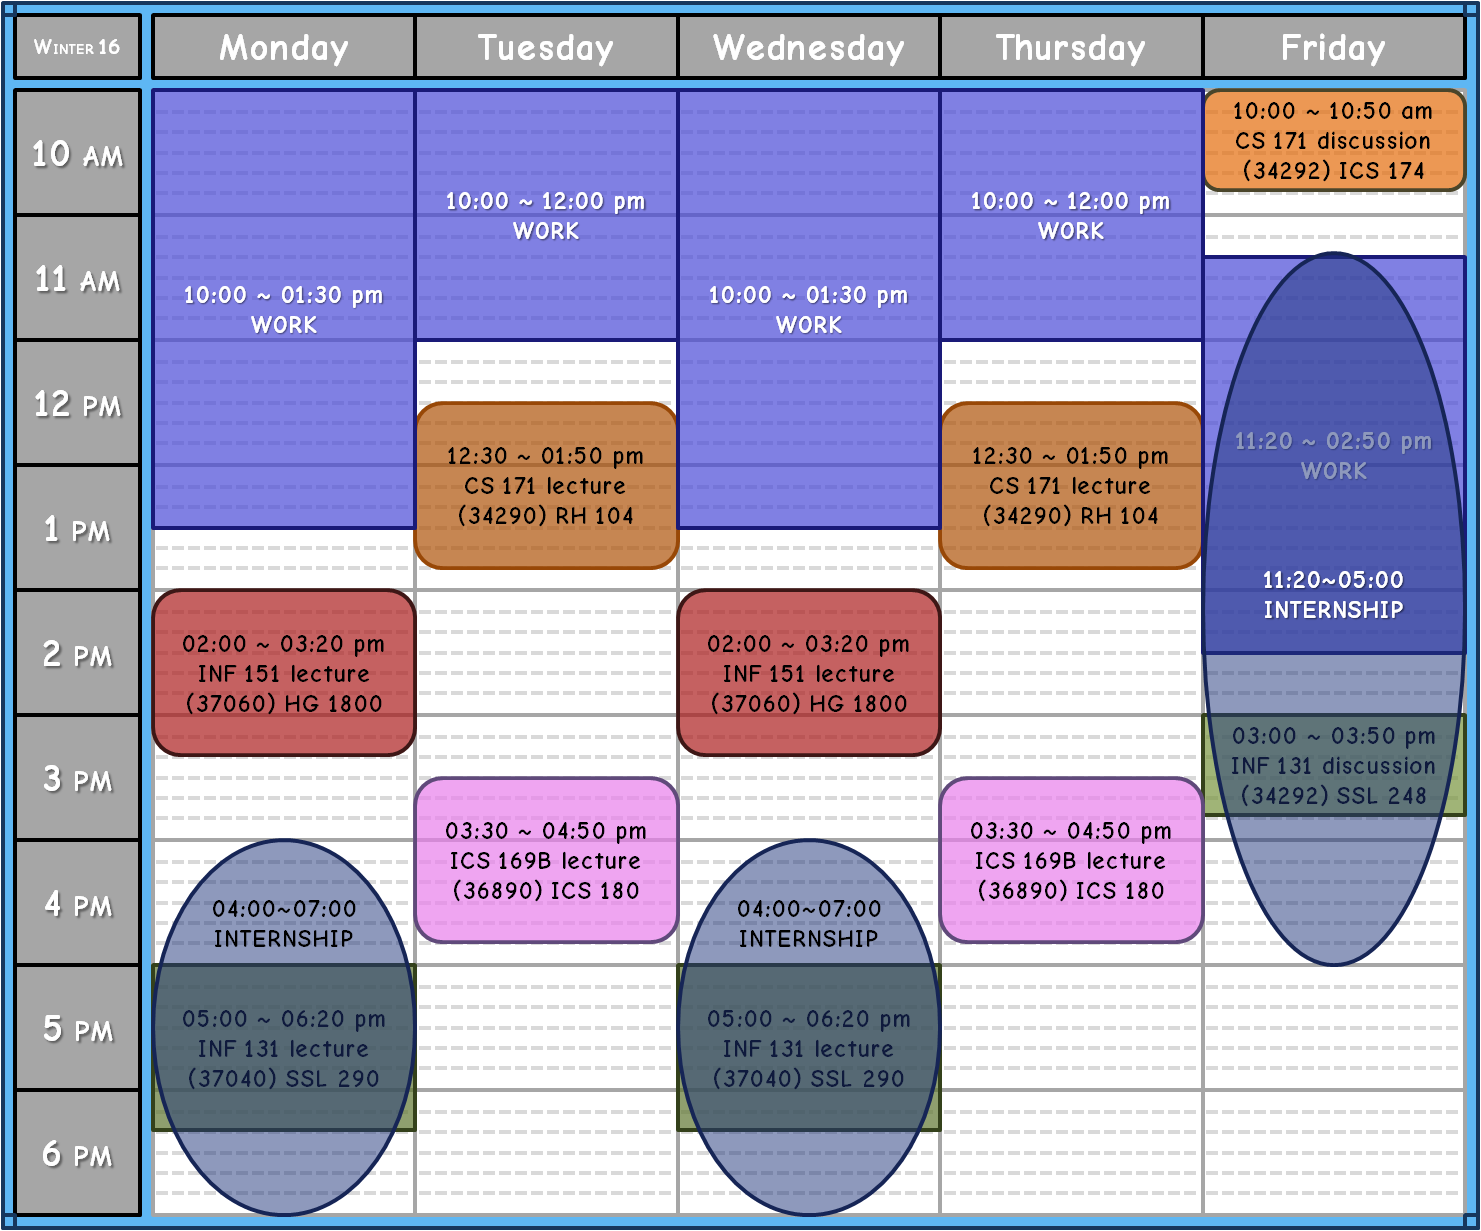 Winter 16
Monday
Tuesday
Wednesday
Thursday
Friday
10 AM
11 AM
12 PM
1 PM
2 PM
3 PM
4 PM
5 PM
6 PM
10:00 ~ 01:30 pm
WORK
02:00 ~ 03:20 pm
INF 151 lecture
(37060) HG 1800
04:00~07:00
INTERNSHIP
05:00 ~ 06:20 pm
INF 131 lecture
(37040) SSL 290
10:00 ~ 12:00 pm
WORK
12:30 ~ 01:50 pm
CS 171 lecture
(34290) RH 104
03:30 ~ 04:50 pm
ICS 169B lecture
(36890) ICS 180
10:00 ~ 01:30 pm
WORK
02:00 ~ 03:20 pm
INF 151 lecture
(37060) HG 1800
04:00~07:00
INTERNSHIP
05:00 ~ 06:20 pm
INF 131 lecture
(37040) SSL 290
10:00 ~ 12:00 pm
WORK
12:30 ~ 01:50 pm
CS 171 lecture
(34290) RH 104
03:30 ~ 04:50 pm
ICS 169B lecture
(36890) ICS 180
10:00 ~ 10:50 am
CS 171 discussion
(34292) ICS 174
11:20 ~ 02:50 pm
WORK
11:20~05:00
INTERNSHIP
03:00 ~ 03:50 pm
INF 131 discussion
(34292) SSL 248